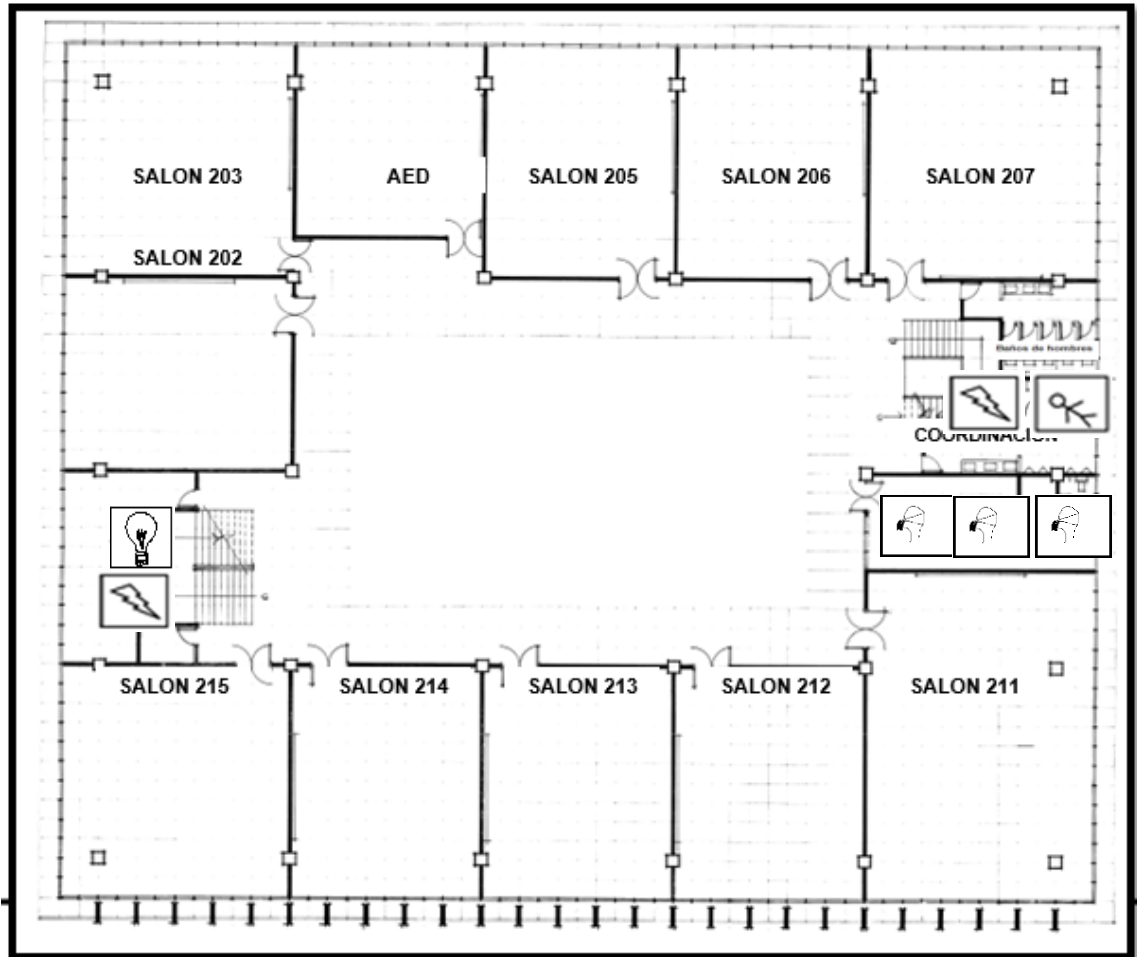 SALON 203
AED
SALON 205
SALON 206
SALON 207
SALON 202
Baños de hombres
COORDINACION
SALON 215
SALON 214
SALON 213
SALON 212
SALON 211